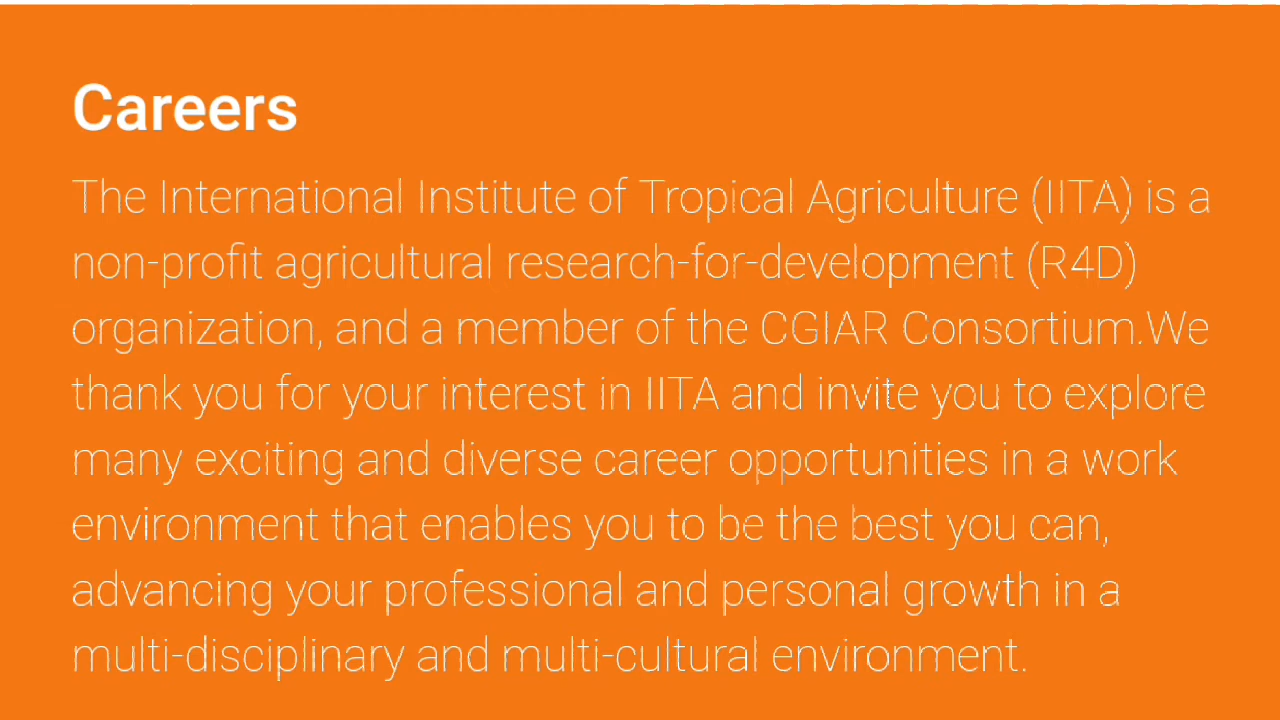 Careers
The International Institute of Tropical Agriculture (IITA) is a
non-profit agricultural research-for-development (R4D)
organization, and a member of the CGIAR Consortium.We
thank you for your interest in IITA and invite you to explore
many exciting and diverse career opportunities in a work
environment that enables you to be the best you can,
advancing your professional and personal growth in a
multi-disciplinary and multi-cultural environment.